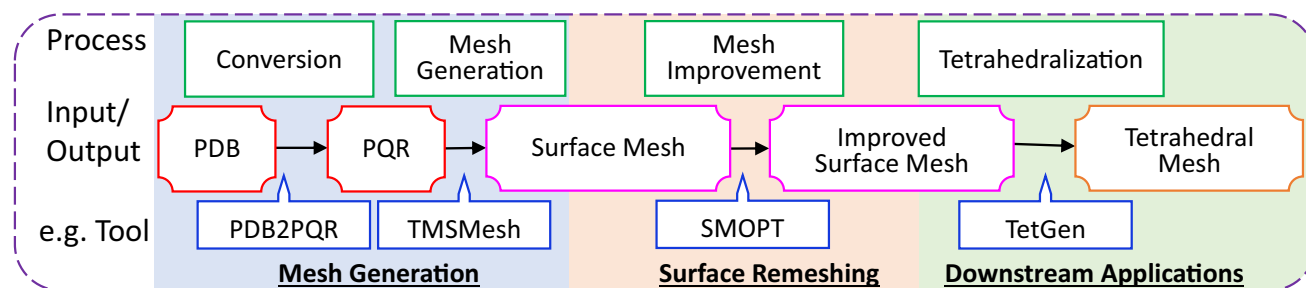 Process
Conversion
Mesh
Generation
Mesh
Improvement
Tetrahedralization
Input/
Output
PDB
PQR
Surface Mesh
Improved
Surface Mesh
Tetrahedral
Mesh
e.g. Tool
PDB2PQR
TMSMesh
SMOPT
TetGen
Mesh Generation
Surface Remeshing
Downstream Applications